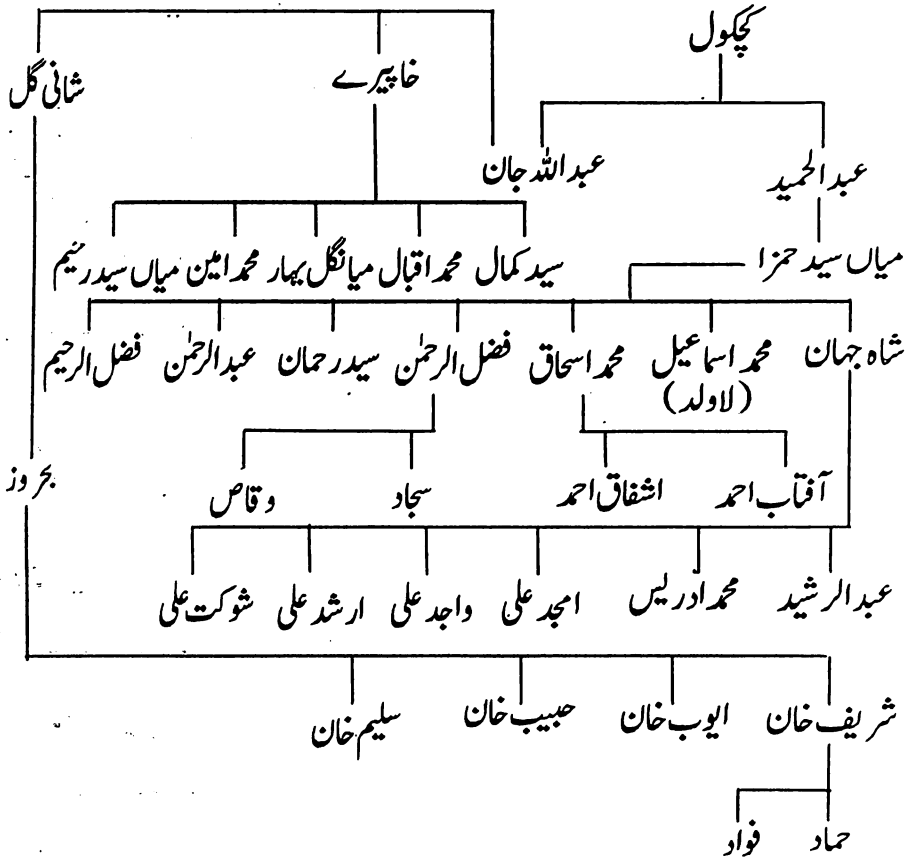 کچکول
شانی گل
خاپیرے
عبداللہ جان
عبدالحمید
میاں سید حمزا
سید کمال محمد اقبال میانگل بہار محمد امین میاں سید رنیم
شاہ جہان محمد اسماعیل محمد اسحاق فضل الرحمٰن سید رحمان عبدالرحمٰن فضل الرحیم
(لاولد)
بحروز
آفتاب احمد اشفاق احمد سجاد وقاص
عبدالرشید محمد ادریس امجد علی واجد علی ارشد علی شوکت علی
شریف خان ایوب خان حبیب خان سلیم خان
حماد فواد